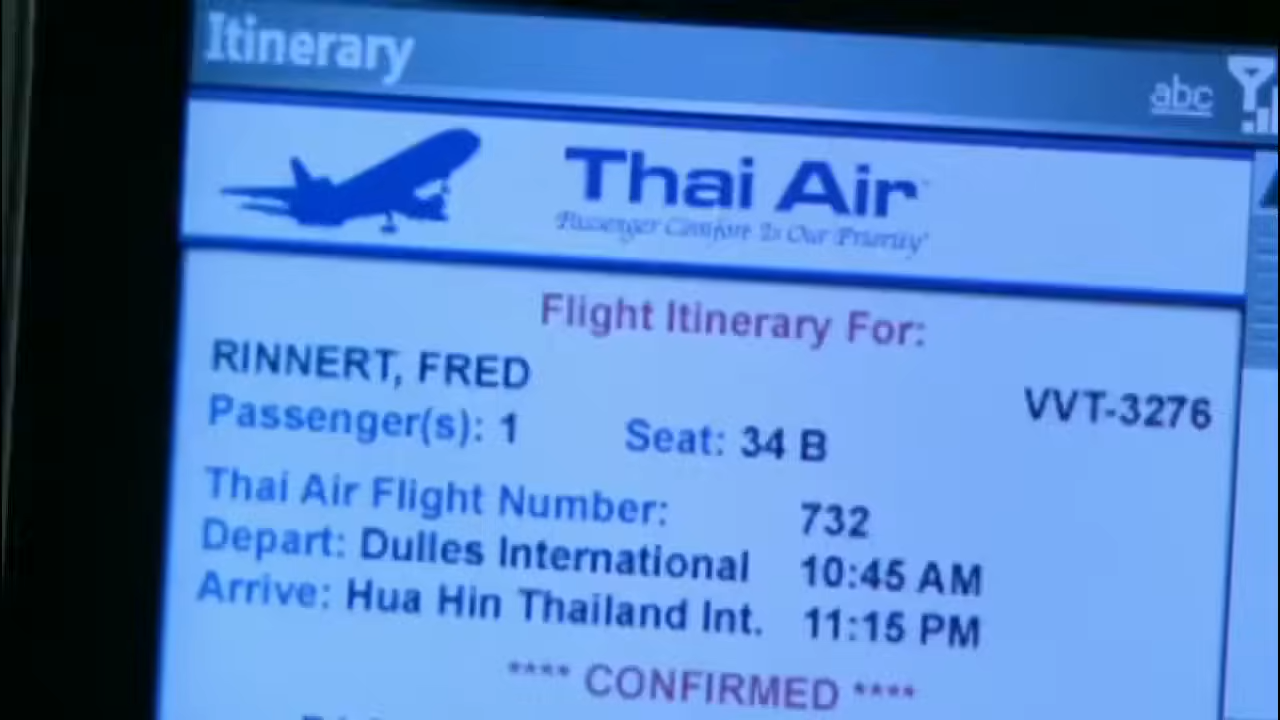 Itinerary
abc
Thai Air
Passenger Comfort Is Our Priority
Flight Itinerary For:
RINNERT, FRED
VVT-3276
Passenger(s): 1 Seat: 34 B
Thai Air Flight Number: 732
Depart: Dulles International 10:45 AM
Arrive: Hua Hin Thailand Int. 11:15 PM
**** CONFIRMED ****